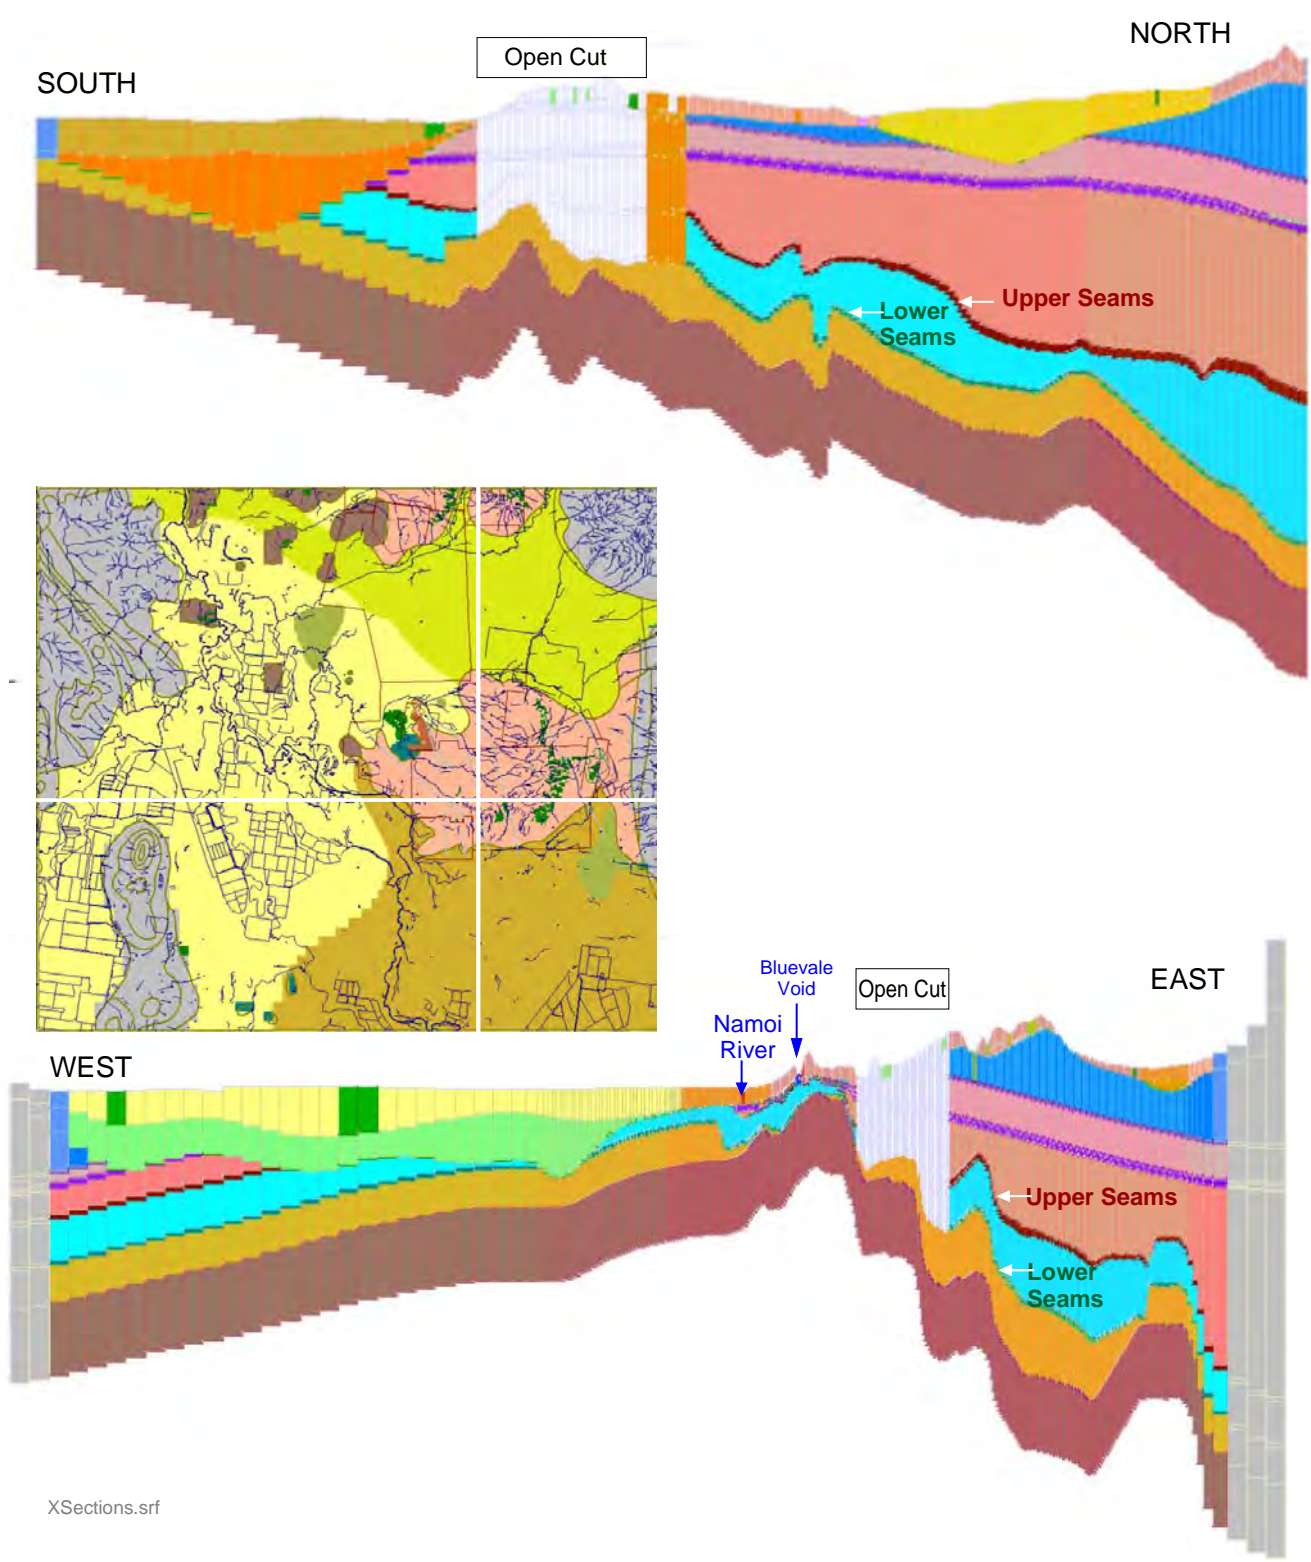 NORTH
Open Cut
SOUTH
Upper Seams
Lower
Seams
Bluevale
Void
Open Cut
EAST
Namoi
River
WEST
Upper Seams
Lower
Seams
XSections.srf